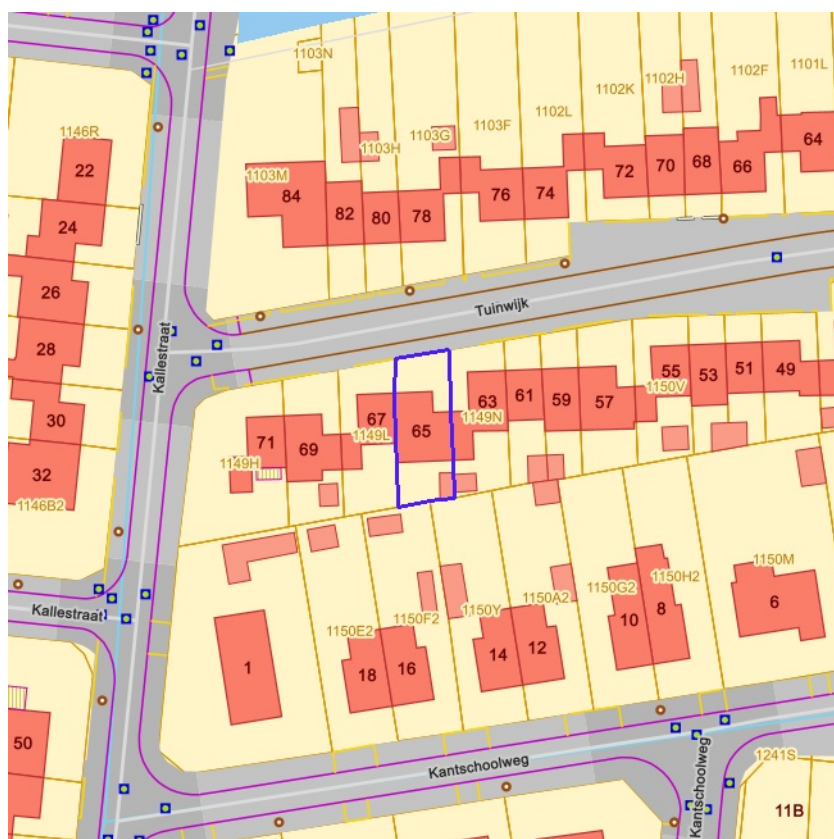 1103N
1102H
1102F
1101L
1102K
1102L
1103F
1103G
1103H
1146R
22
1103M
84
82
80
78
76
74
72
70
68
66
64
24
26
28
30
32
1146B2
Kallestraat
Tuinwijk
71
69
67
65
63
61
59
57
55
53
51
49
1149H
1149L
1149N
1150V
Kallestraat
1
1150E2
1150F2
18
16
1150Y
1150A2
14
12
1150G2
1150H2
10
8
1150M
6
50
Kantschoolweg
Kantschoolweg
1241S
11B